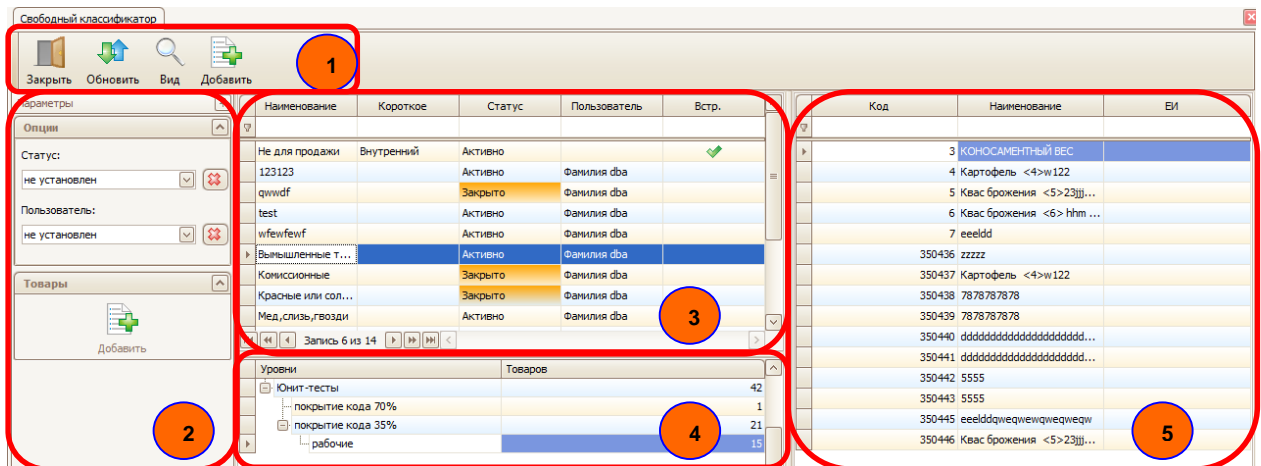 Свободный классификатор
Закрыть Обновить Вид Добавить
1
Параметры
Опции
Статус:
не установлен
Пользователь:
не установлен
Товары
Добавить
2
Наименование Короткое Статус Пользователь Встр.
Не для продажи Внутренний Активно
123123 Активно Фамилия dba
qwwdf Закрыто Фамилия dba
test Активно Фамилия dba
wfewfewf Активно Фамилия dba
Вымышленные т... Активно Фамилия dba
Комиссионные Закрыто Фамилия dba
Красные или сол... Закрыто Фамилия dba
Мед,слизь,гвозди Активно Фамилия dba
3
Запись 6 из 14
Уровни Товаров
Юнит-тесты 42
покрытие кода 70% 1
покрытие кода 35% 21
рабочие 15
4
Код Наименование ЕИ
3 КОНОСАМЕНТНЫЙ ВЕС
4 Картофель <4>w122
5 Квас брожения <5>23jjj...
6 Квас брожения <6> hhm ...
7 eeeldd
350436 zzzzz
350437 Картофель <4>w122
350438 7878787878
350439 7878787878
350440 ddddddddddddddddddddd...
350441 ddddddddddddddddddddd...
350442 5555
350443 5555
350445 eeelddqweqwewqweqweqw
350446 Квас брожения <5>23jjj...
5